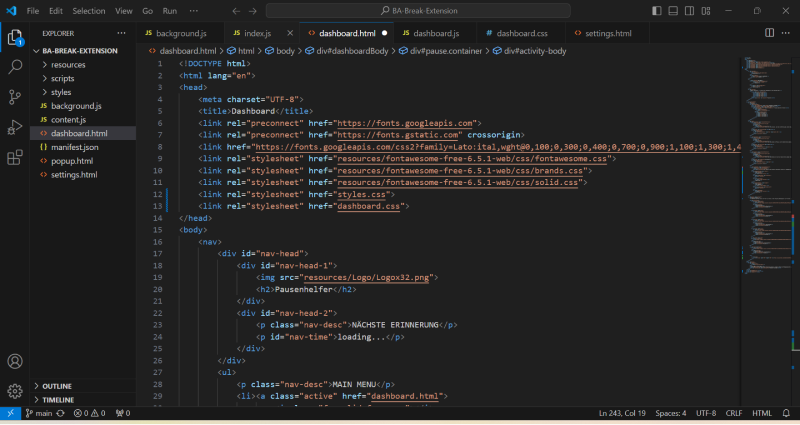 File Edit Selection View Go Run ···
BA-Break-Extension
EXPLORER ···
background.js
index.js
dashboard.html
dashboard.js
dashboard.css
settings.html
BA-BREAK-EXTENSION
resources
scripts
styles
background.js
content.js
dashboard.html
manifest.json
popup.html
settings.html
OUTLINE
TIMELINE
dashboard.html > html > body > div#dashboardBody > div#pause.container > div#activity-body
1 <!DOCTYPE html>
2 <html lang="en">
3 <head>
4 <meta charset="UTF-8">
5 <title>Dashboard</title>
6 <link rel="preconnect" href="https://fonts.googleapis.com">
7 <link rel="preconnect" href="https://fonts.gstatic.com" crossorigin>
8 <link href="https://fonts.googleapis.com/css2?family=Lato:ital,wght@0,100;0,300;0,400;0,700;0,900;1,100;1,300;1,4
9 <link rel="stylesheet" href="resources/fontawesome-free-6.5.1-web/css/fontawesome.css">
10 <link rel="stylesheet" href="resources/fontawesome-free-6.5.1-web/css/brands.css">
11 <link rel="stylesheet" href="resources/fontawesome-free-6.5.1-web/css/solid.css">
12 <link rel="stylesheet" href="styles.css">
13 <link rel="stylesheet" href="dashboard.css">
14 </head>
15 <body>
16 <nav>
17 <div id="nav-head">
18 <div id="nav-head-1">
19 <img src="resources/Logo/Logox32.png">
20 <h2>Pausenhelfer</h2>
21 </div>
22 <div id="nav-head-2">
23 <p class="nav-desc">NÄCHSTE ERINNERUNG</p>
24 <p id="nav-time">loading...</p>
25 </div>
26 </div>
27 <ul>
28 <p class="nav-desc">MAIN MENU</p>
29 <li><a class="active" href="dashboard.html">
main 0 0 0 Ln 243, Col 19 Spaces: 4 UTF-8 CRLF HTML